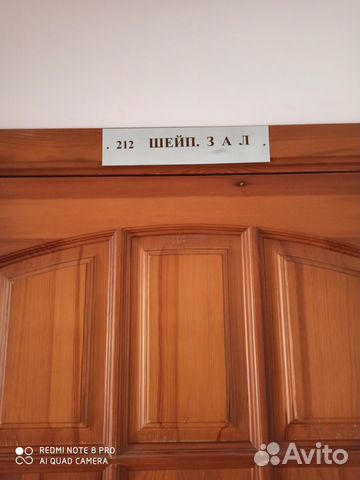 212 ШЕЙП. З А Л
REDMI NOTE 8 PRO
AI QUAD CAMERA
Avito